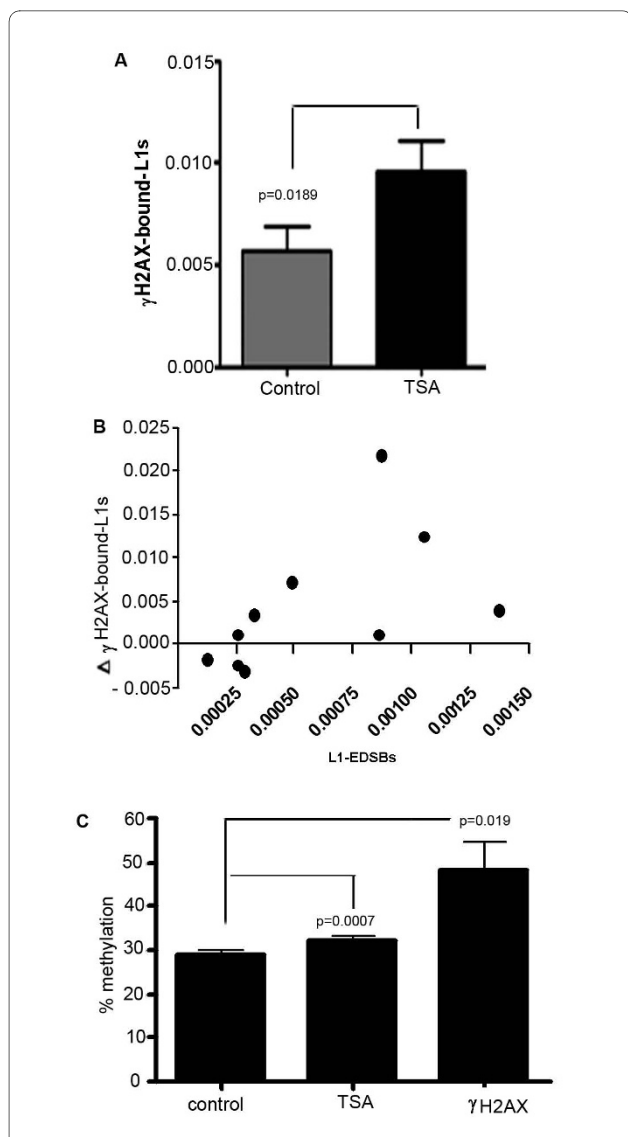 A
0.015
0.010
0.005
0.000
γH2AX-bound-L1s
p=0.0189
Control
TSA
B
0.025
0.020
0.015
0.010
0.005
0.000
- 0.005
Δ γH2AX-bound-L1s
0.00025
0.00050
0.00075
0.00100
0.00125
0.00150
L1-EDSBs
C
60
50
40
30
20
10
0
% methylation
p=0.019
p=0.0007
control
TSA
γH2AX